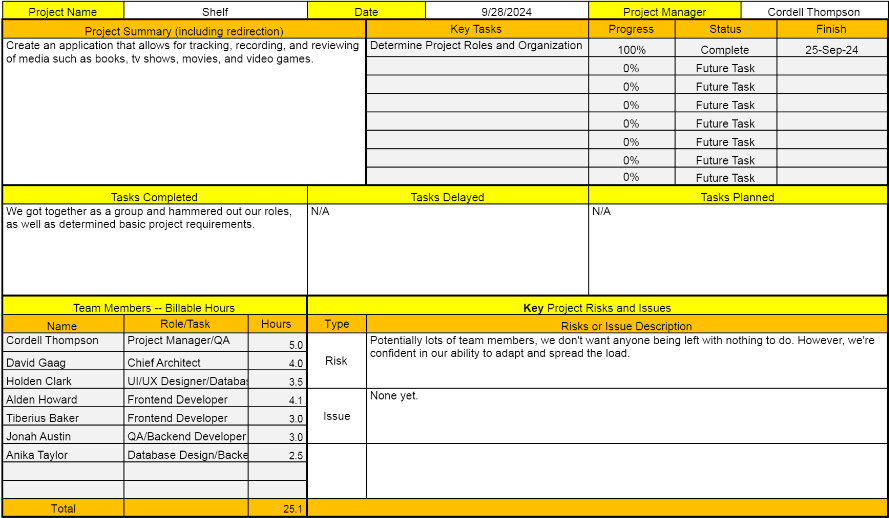 Project Name Shelf Date 9/28/2024 Project Manager Cordell Thompson
Project Summary (including redirection) Key Tasks Progress Status Finish
Create an application that allows for tracking, recording, and reviewing
of media such as books, tv shows, movies, and video games.
Determine Project Roles and Organization 100% Complete 25-Sep-24
0% Future Task
0% Future Task
0% Future Task
0% Future Task
0% Future Task
0% Future Task
0% Future Task
Tasks Completed Tasks Delayed Tasks Planned
We got together as a group and hammered out our roles,
as well as determined basic project requirements.
N/A
N/A
Team Members -- Billable Hours Key Project Risks and Issues
Name Role/Task Hours Type Risks or Issue Description
Cordell Thompson Project Manager/QA 5.0
David Gaag Chief Architect 4.0
Holden Clark UI/UX Designer/Databas 3.5
Alden Howard Frontend Developer 4.1
Tiberius Baker Frontend Developer 3.0
Jonah Austin QA/Backend Developer 3.0
Anika Taylor Database Design/Backe 2.5
Total 25.1
Risk
Potentially lots of team members, we don't want anyone being left with nothing to do. However, we're
confident in our ability to adapt and spread the load.
Issue
None yet.